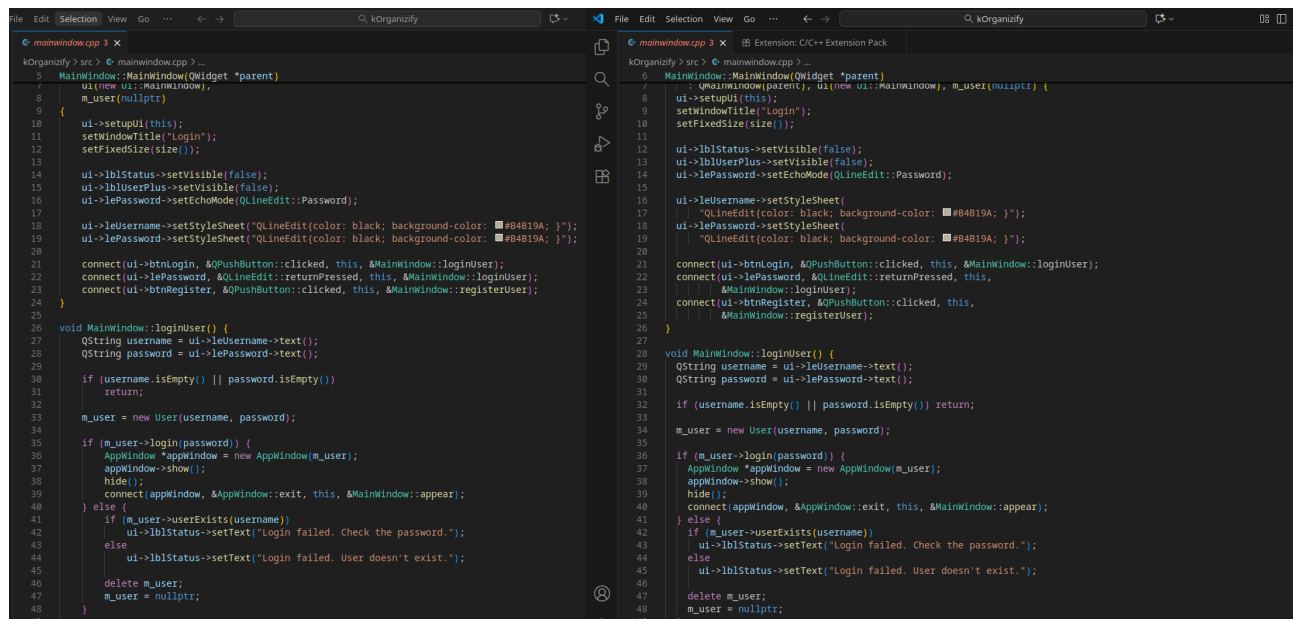 File Edit Selection View Go ··· ← → kOrganizify
mainwindow.cpp 3 ×
kOrganizify > src > mainwindow.cpp > ...
5 MainWindow::MainWindow(QWidget *parent)
7 ui(new Ui::MainWindow),
8 m_user(nullptr)
9 {
10 ui->setupUi(this);
11 setWindowTitle("Login");
12 setFixedSize(size());
13
14 ui->lblStatus->setVisible(false);
15 ui->lblUserPlus->setVisible(false);
16 ui->lePassword->setEchoMode(QLineEdit::Password);
17
18 ui->leUsername->setStyleSheet("QLineEdit{color: black; background-color: #B4B19A; }");
19 ui->lePassword->setStyleSheet("QLineEdit{color: black; background-color: #B4B19A; }");
20
21 connect(ui->btnLogin, &QPushButton::clicked, this, &MainWindow::loginUser);
22 connect(ui->lePassword, &QLineEdit::returnPressed, this, &MainWindow::loginUser);
23 connect(ui->btnRegister, &QPushButton::clicked, this, &MainWindow::registerUser);
24 }
25
26 void MainWindow::loginUser() {
27 QString username = ui->leUsername->text();
28 QString password = ui->lePassword->text();
29
30 if (username.isEmpty() || password.isEmpty())
31 return;
32
33 m_user = new User(username, password);
34
35 if (m_user->login(password)) {
36 AppWindow *appWindow = new AppWindow(m_user);
37 appWindow->show();
38 hide();
39 connect(appWindow, &AppWindow::exit, this, &MainWindow::appear);
40 } else {
41 if (m_user->userExists(username))
42 ui->lblStatus->setText("Login failed. Check the password.");
43 else
44 ui->lblStatus->setText("Login failed. User doesn't exist.");
45
46 delete m_user;
47 m_user = nullptr;
48 }
File Edit Selection View Go ··· ← → kOrganizify
mainwindow.cpp 3 × Extension: C/C++ Extension Pack
kOrganizify > src > mainwindow.cpp > ...
6 MainWindow::MainWindow(QWidget *parent)
7 : QMainWindow(parent), ui(new Ui::MainWindow), m_user(nullptr) {
8 ui->setupUi(this);
9 setWindowTitle("Login");
10 setFixedSize(size());
11
12 ui->lblStatus->setVisible(false);
13 ui->lblUserPlus->setVisible(false);
14 ui->lePassword->setEchoMode(QLineEdit::Password);
15
16 ui->leUsername->setStyleSheet(
17 "QLineEdit{color: black; background-color: #B4B19A; }");
18 ui->lePassword->setStyleSheet(
19 "QLineEdit{color: black; background-color: #B4B19A; }");
20
21 connect(ui->btnLogin, &QPushButton::clicked, this, &MainWindow::loginUser);
22 connect(ui->lePassword, &QLineEdit::returnPressed, this,
23 &MainWindow::loginUser);
24 connect(ui->btnRegister, &QPushButton::clicked, this,
25 &MainWindow::registerUser);
26 }
27
28 void MainWindow::loginUser() {
29 QString username = ui->leUsername->text();
30 QString password = ui->lePassword->text();
31
32 if (username.isEmpty() || password.isEmpty()) return;
33
34 m_user = new User(username, password);
35
36 if (m_user->login(password)) {
37 AppWindow *appWindow = new AppWindow(m_user);
38 appWindow->show();
39 hide();
40 connect(appWindow, &AppWindow::exit, this, &MainWindow::appear);
41 } else {
42 if (m_user->userExists(username))
43 ui->lblStatus->setText("Login failed. Check the password.");
44 else
45 ui->lblStatus->setText("Login failed. User doesn't exist.");
46
47 delete m_user;
48 m_user = nullptr;